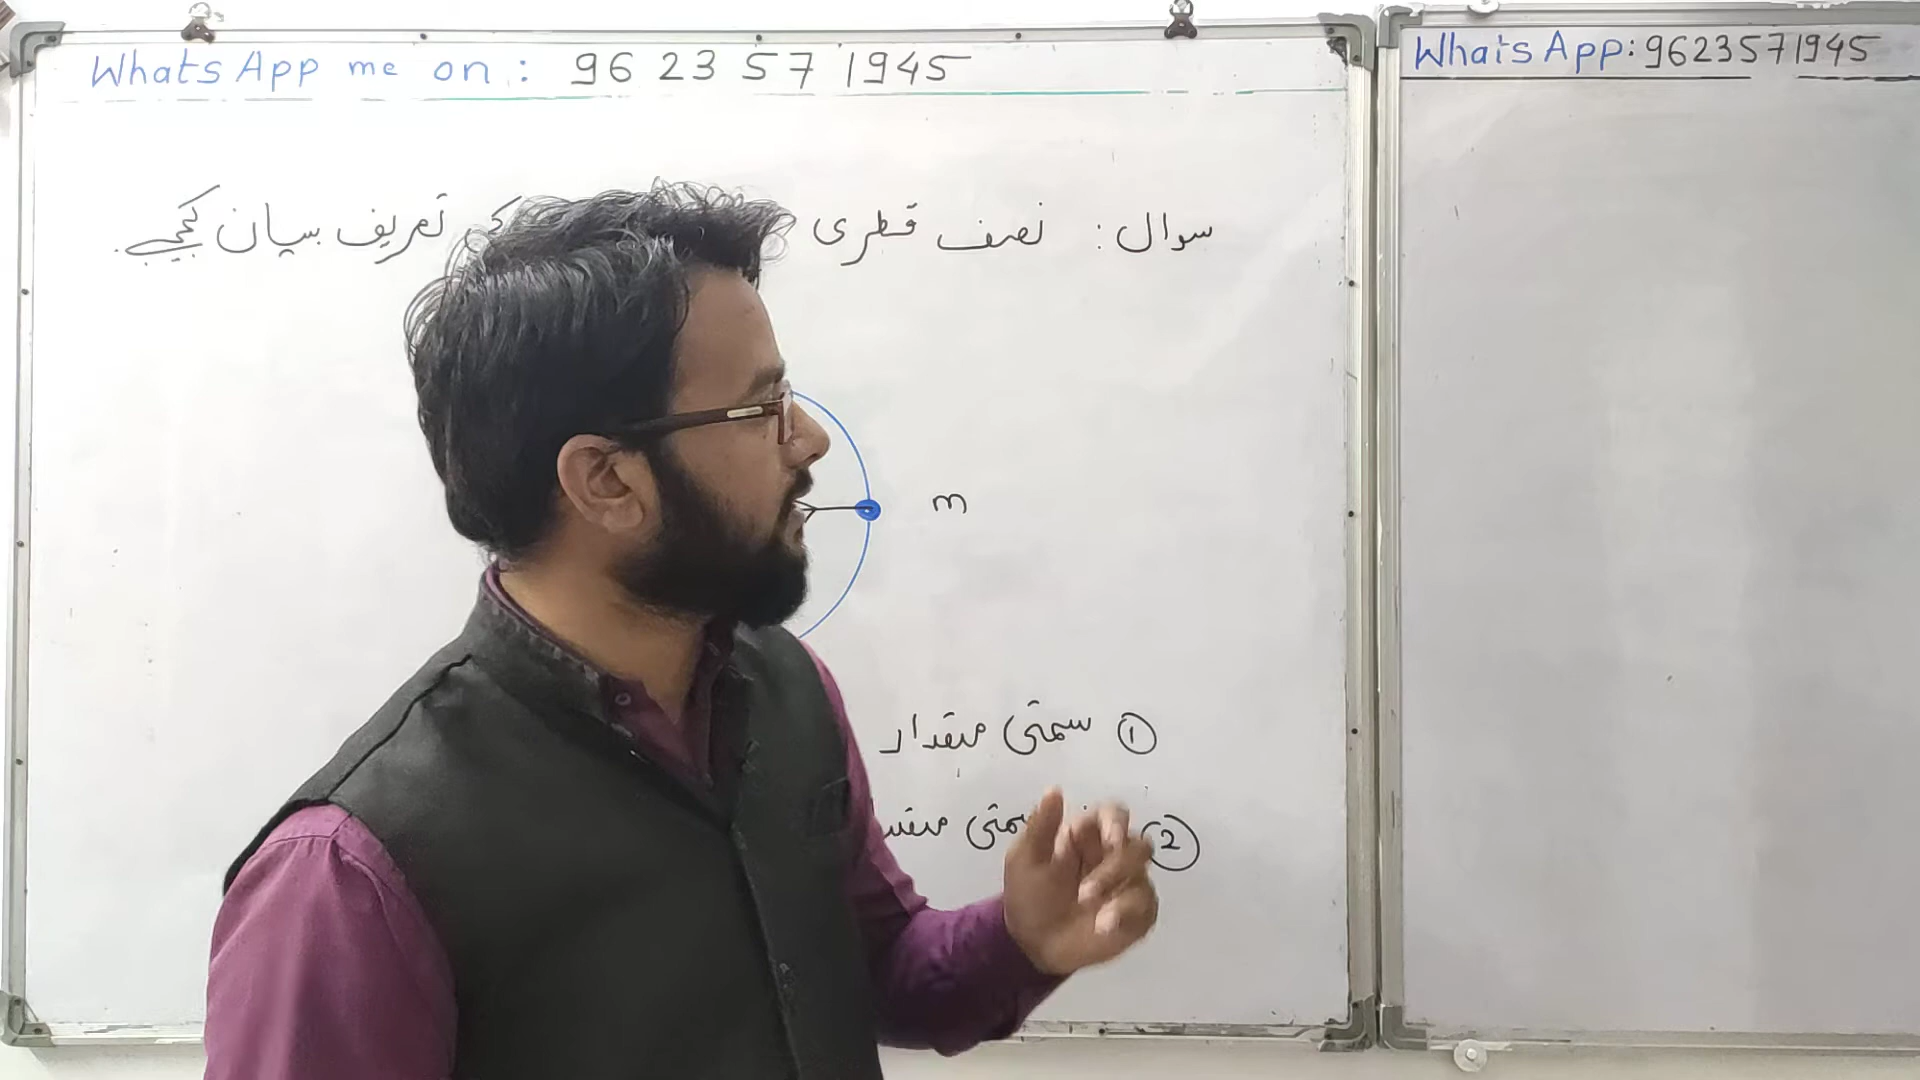 WhatsApp me on : 96 23 57 1945
WhatsApp: 9623571945
سوال : نصف قطری کی تعریف بیان کیجیے۔
m
① سمتی مقدار
②